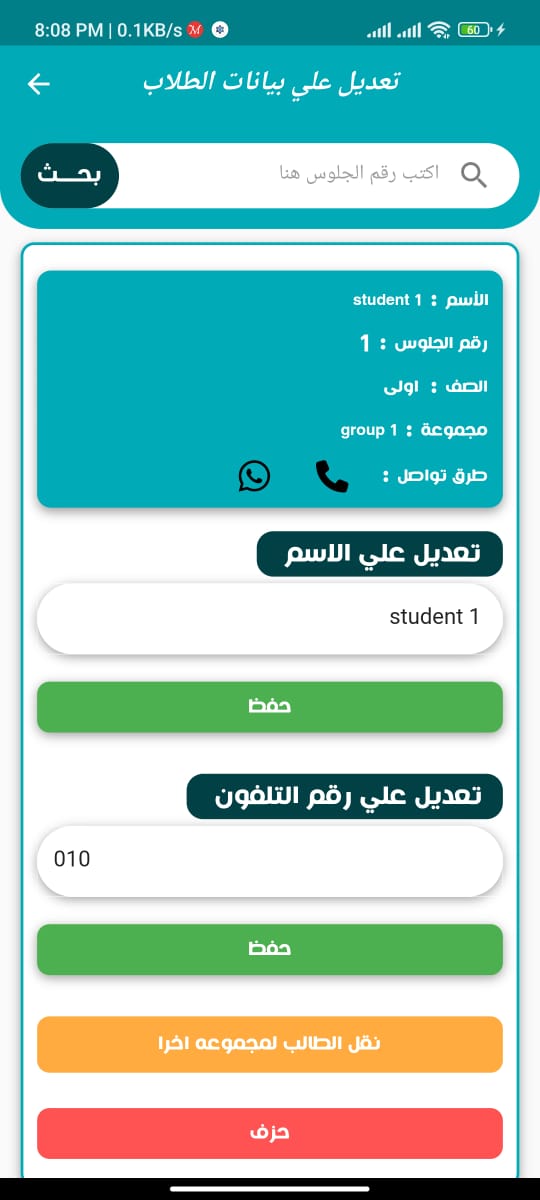 8:08 PM | 0.1KB/s M 60
تعديل علي بيانات الطلاب
اكتب رقم الجلوس هنا
بحـــث
الأسم : student 1
رقم الجلوس : 1
الصف : اولى
مجموعة : group 1
طرق تواصل :
تعديل علي الاسم
student 1
حفظ
تعديل علي رقم التلفون
010
حفظ
نقل الطالب لمجموعه اخرا
حزف